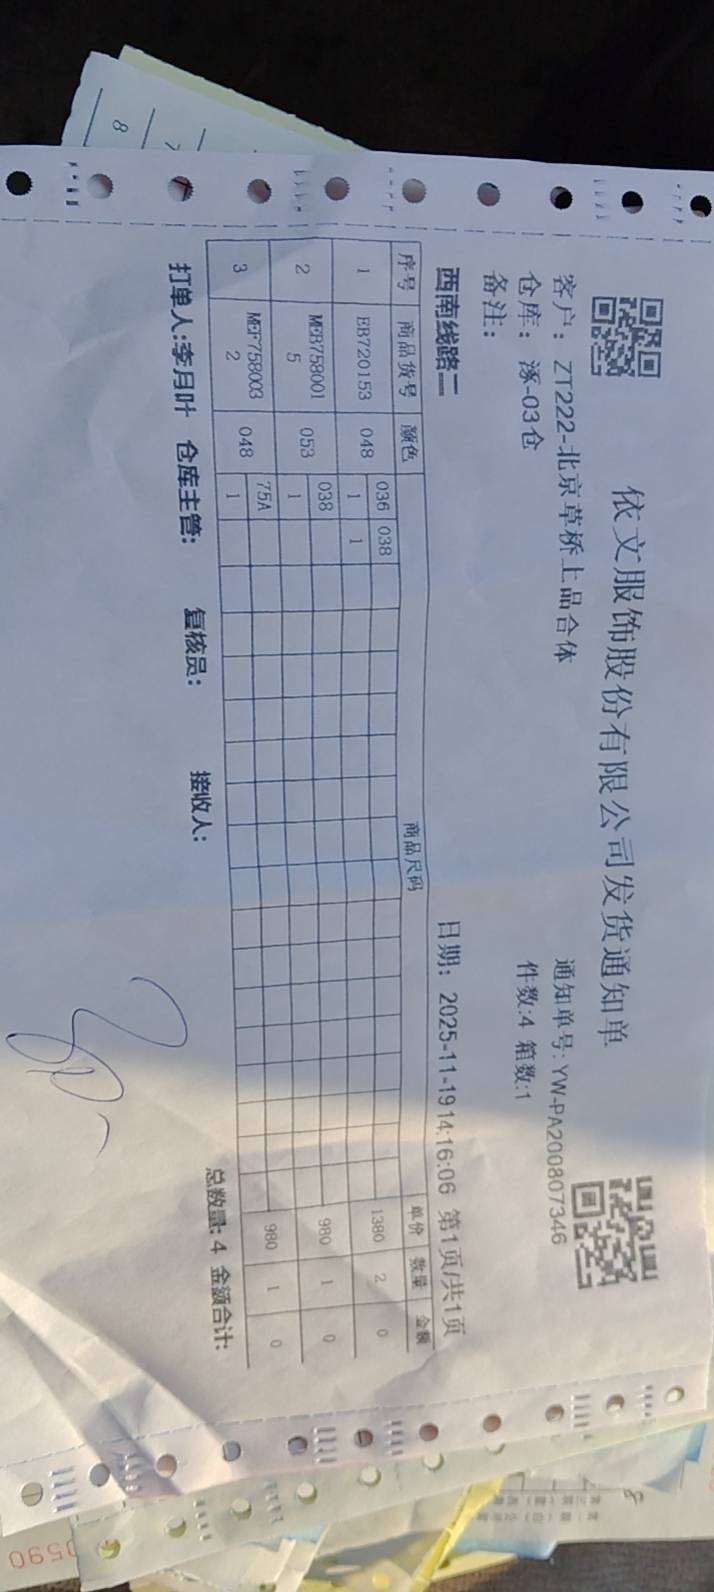 依文服饰股份有限公司发货通知单
客户：ZT222-北京草桥上品合体
通知单号: YW-PA200807346
仓库：涿-03仓
件数:4 箱数:1
备注：
西南线路二
日期：2025-11-19 14:16:06 第1页/共1页
序号 商品货号 颜色 商品尺码 单价 数量 金额
036 038
1 EB720153 048 1 1 1380 2 0
038
2 MEB7580015 053 1 980 1 0
75A
3 MEF7580032 048 1 980 1 0
总数量: 4 金额合计:
打单人:李月叶 仓库主管: 复核员: 接收人:
8
0590